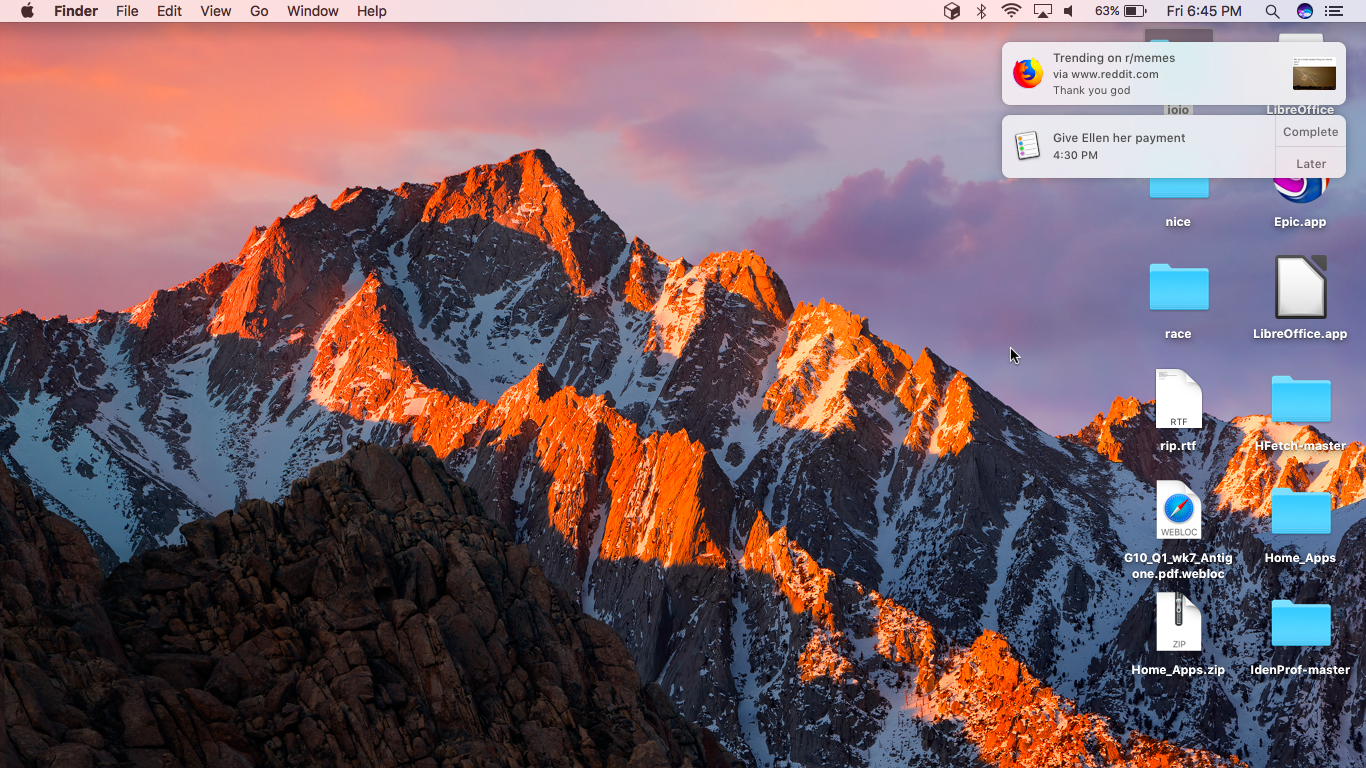 Finder File Edit View Go Window Help 63% Fri 6:45 PM
Trending on r/memes
via www.reddit.com
Thank you god
ioio LibreOffice
Give Ellen her payment
4:30 PM
Complete
Later
nice Epic.app
race LibreOffice.app
RTF
rip.rtf HFetch-master
WEBLOC
G10_Q1_wk7_Antig
one.pdf.webloc
Home_Apps
ZIP
Home_Apps.zip IdenProf-master